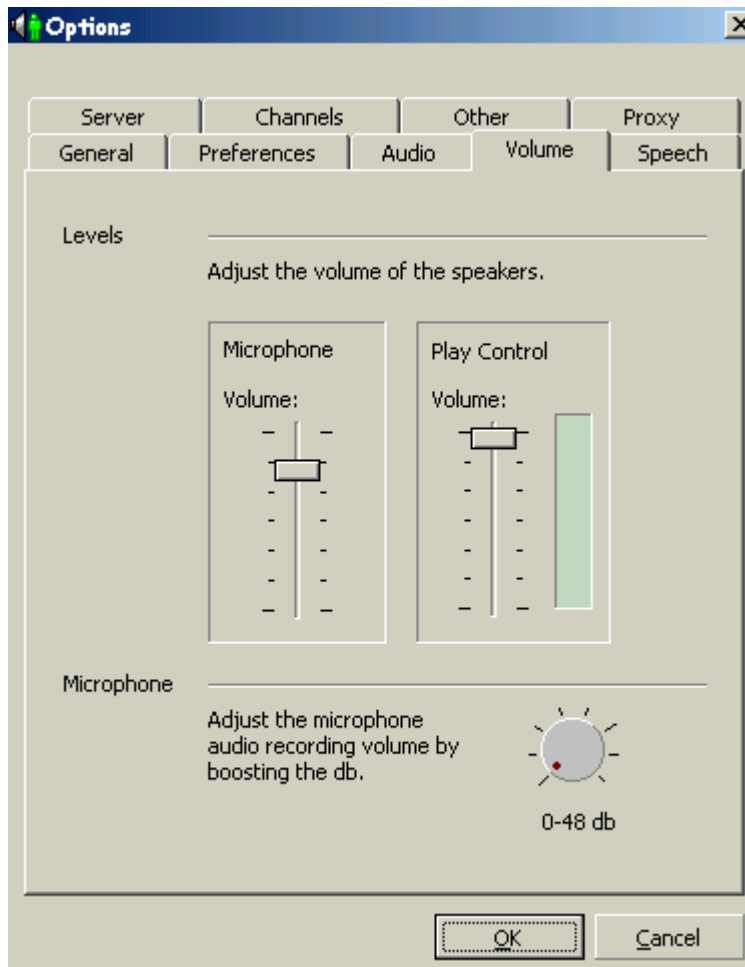 Options
Server Channels Other Proxy
General Preferences Audio Volume Speech
Levels
Adjust the volume of the speakers.
Microphone Play Control
Volume: Volume:
Microphone
Adjust the microphone
audio recording volume by
boosting the db.
0-48 db
OK Cancel